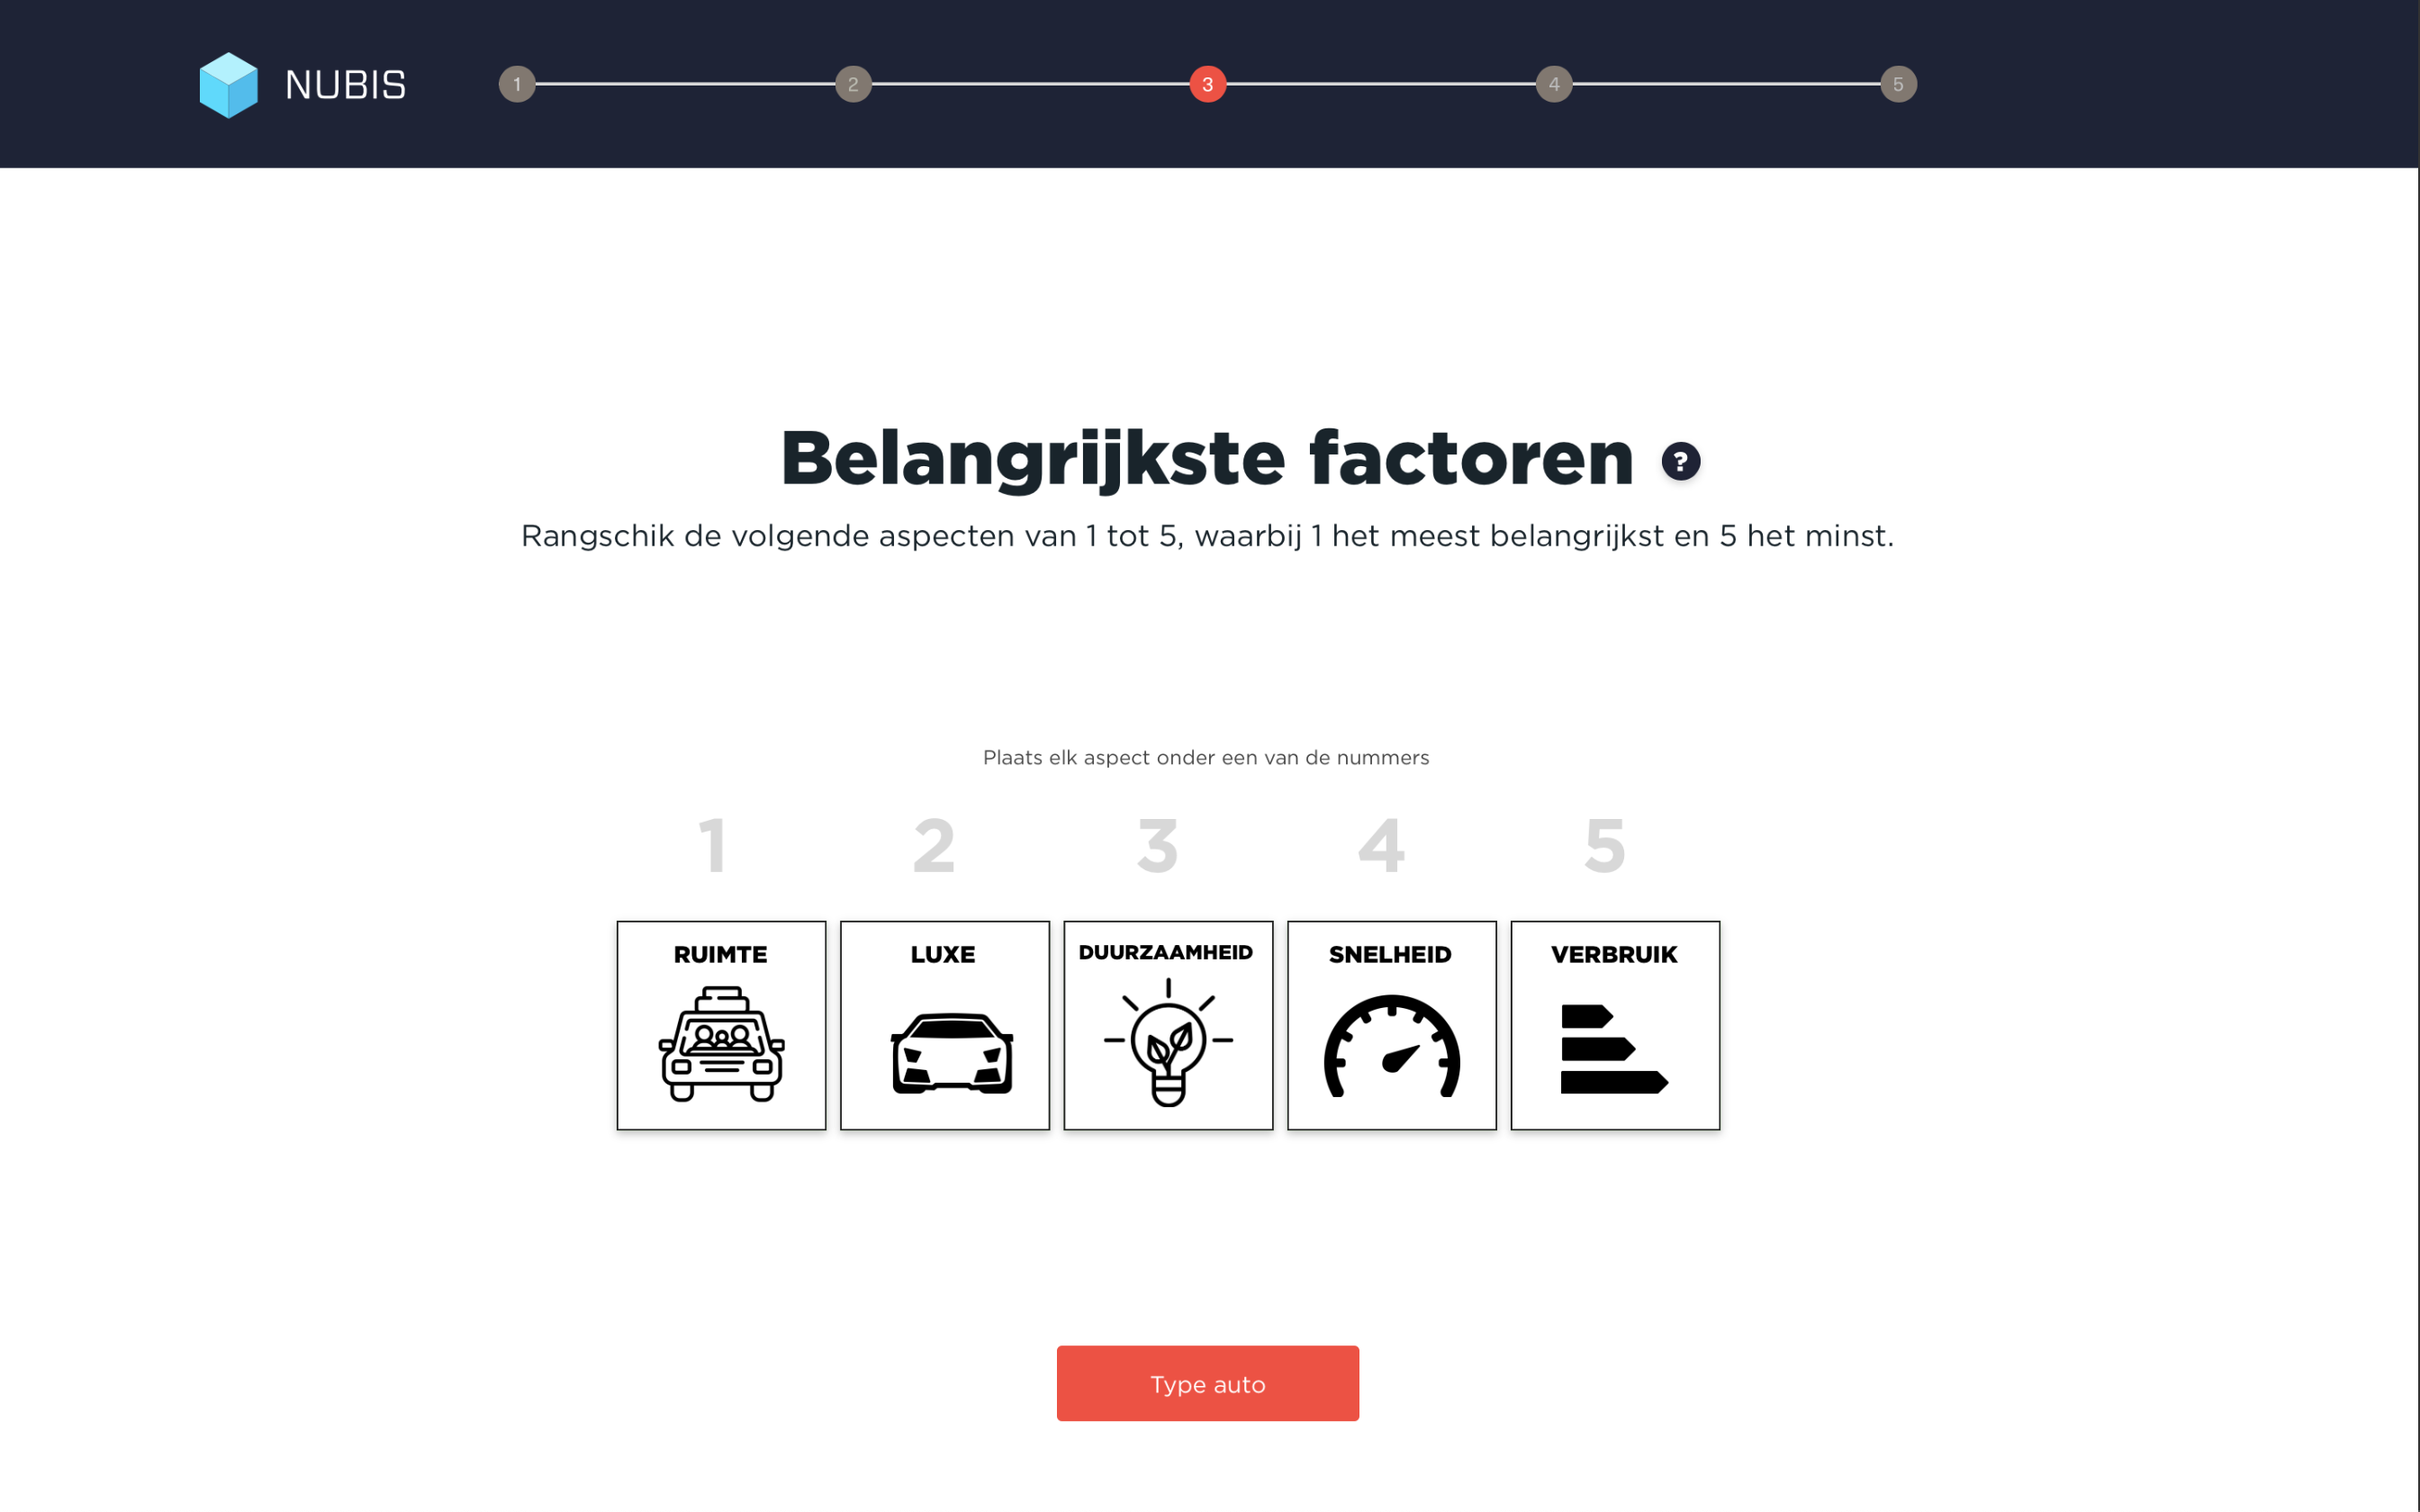 NUBIS
1 2 3 4 5
Belangrijkste factoren ?
Rangschik de volgende aspecten van 1 tot 5, waarbij 1 het meest belangrijkst en 5 het minst.
Plaats elk aspect onder een van de nummers
1 2 3 4 5
RUIMTE LUXE DUURZAAMHEID SNELHEID VERBRUIK
Type auto